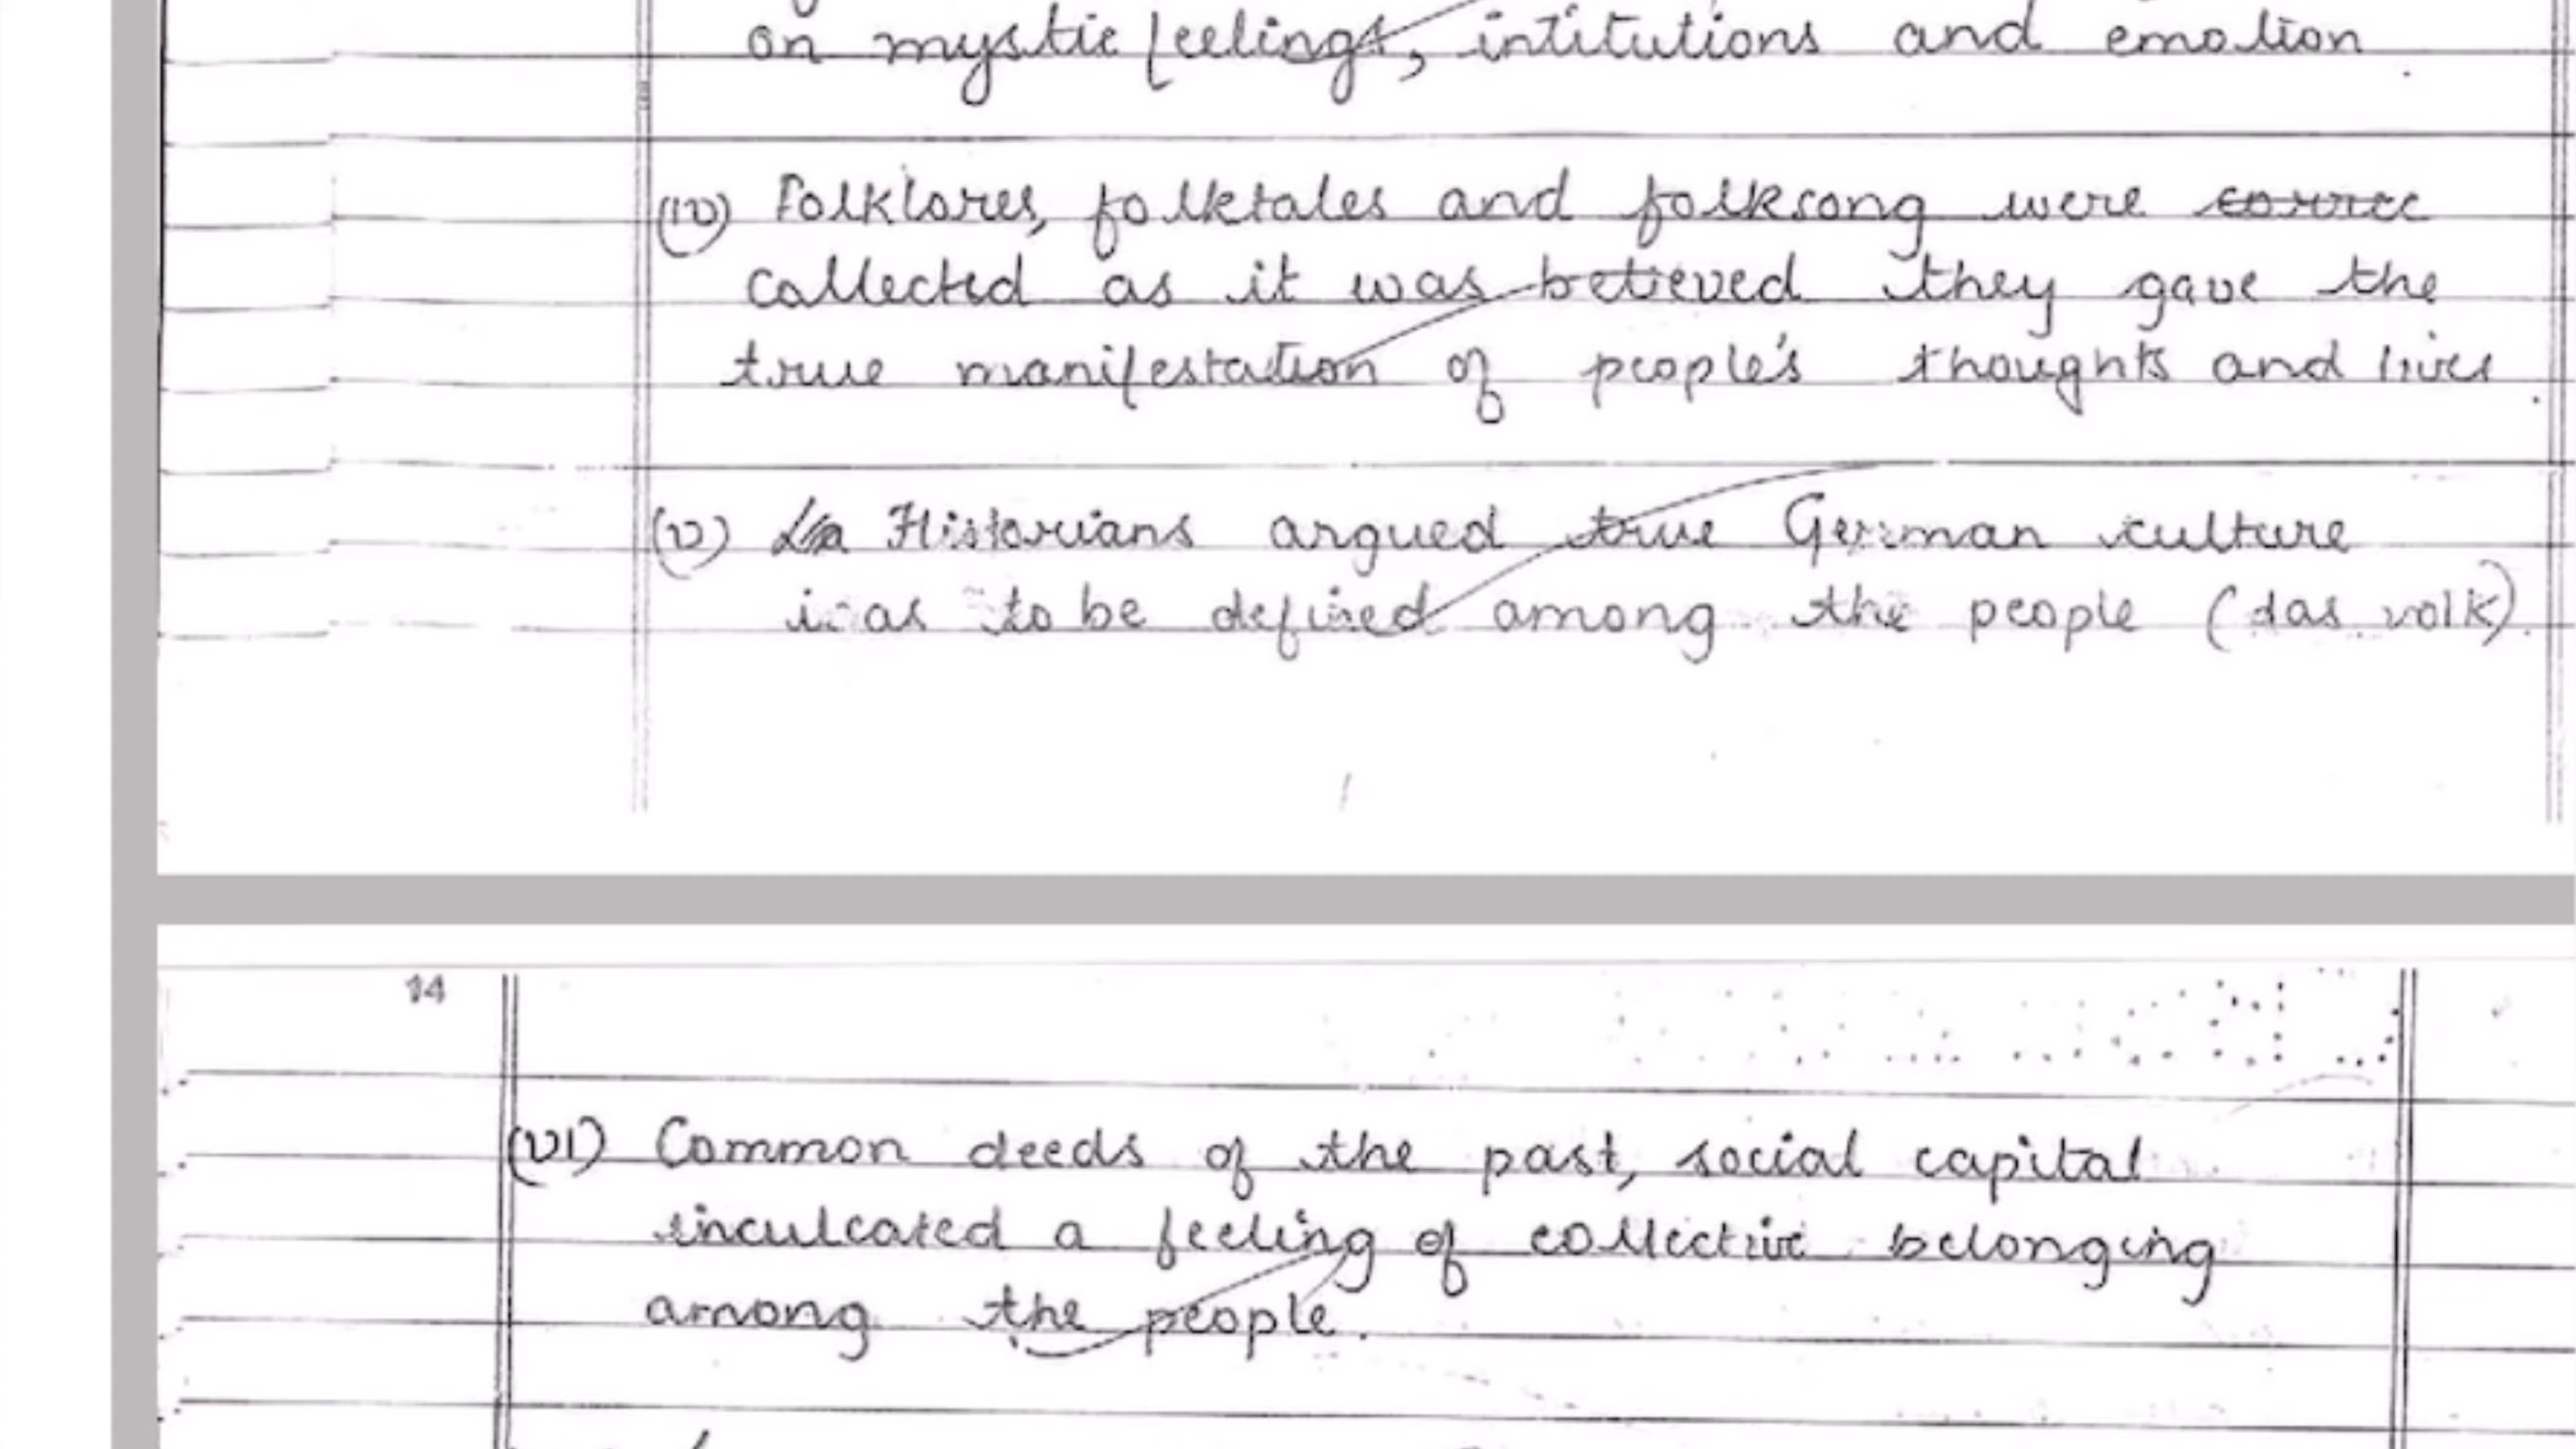 on mystic feelings, intitutions and emotion.
(iv) Folklores, folktales and folksong were
collected as it was believed they gave the
true manifestation of people's thoughts and lives.
(v) Historians argued true German culture
was to be defined among the people (das volk).
14
(vi) Common deeds of the past, social capital
inculcated a feeling of collective belonging
among the people.